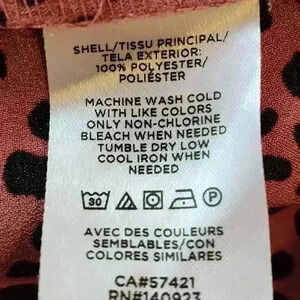 SHELL/TISSU PRINCIPAL/
TELA EXTERIOR:
100% POLYESTER/
POLIÉSTER
MACHINE WASH COLD
WITH LIKE COLORS
ONLY NON-CHLORINE
BLEACH WHEN NEEDED
TUMBLE DRY LOW
COOL IRON WHEN
NEEDED
30
AVEC DES COULEURS
SEMBLABLES/CON
COLORES SIMILARES
CA#57421
RN#140923